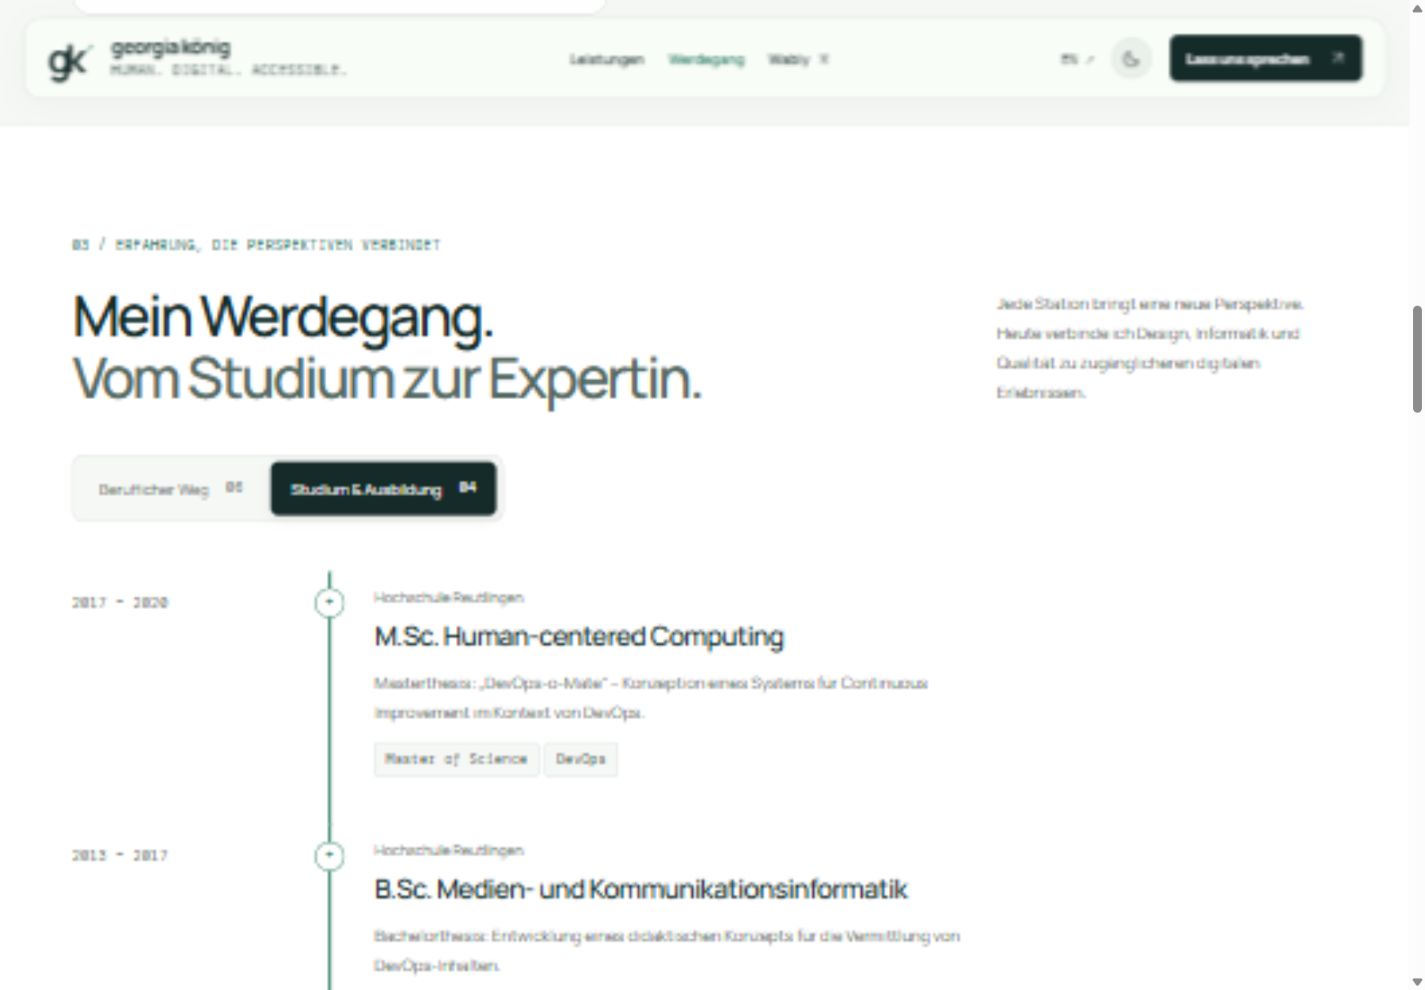 gk
georgia könig
HUMAN. DIGITAL. ACCESSIBLE.
Leistungen Werdegang Wably
EN ↗
Lass uns sprechen ↗
03 / ERFAHRUNG, DIE PERSPEKTIVEN VERBINDET
Mein Werdegang.
Vom Studium zur Expertin.
Jede Station bringt eine neue Perspektive.
Heute verbinde ich Design, Informatik und
Qualität zu zugänglicheren digitalen
Erlebnissen.
Beruflicher Weg 06
Studium & Ausbildung 04
2017 – 2020
Hochschule Reutlingen
M.Sc. Human-centered Computing
Masterthesis: „DevOps-o-Mate“ – Konzeption eines Systems für Continuous
Improvement im Kontext von DevOps.
Master of Science
DevOps
2013 – 2017
Hochschule Reutlingen
B.Sc. Medien- und Kommunikationsinformatik
Bachelorthesis: Entwicklung eines didaktischen Konzepts für die Vermittlung von
DevOps-Inhalten.